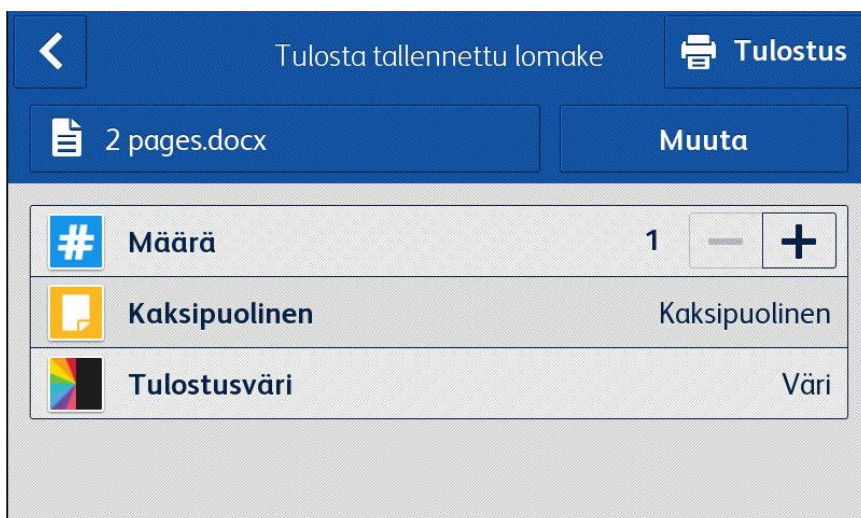 Tulosta tallennettu lomake
Tulostus
2 pages.docx
Muuta
Määrä 1
Kaksipuolinen Kaksipuolinen
Tulostusväri Väri